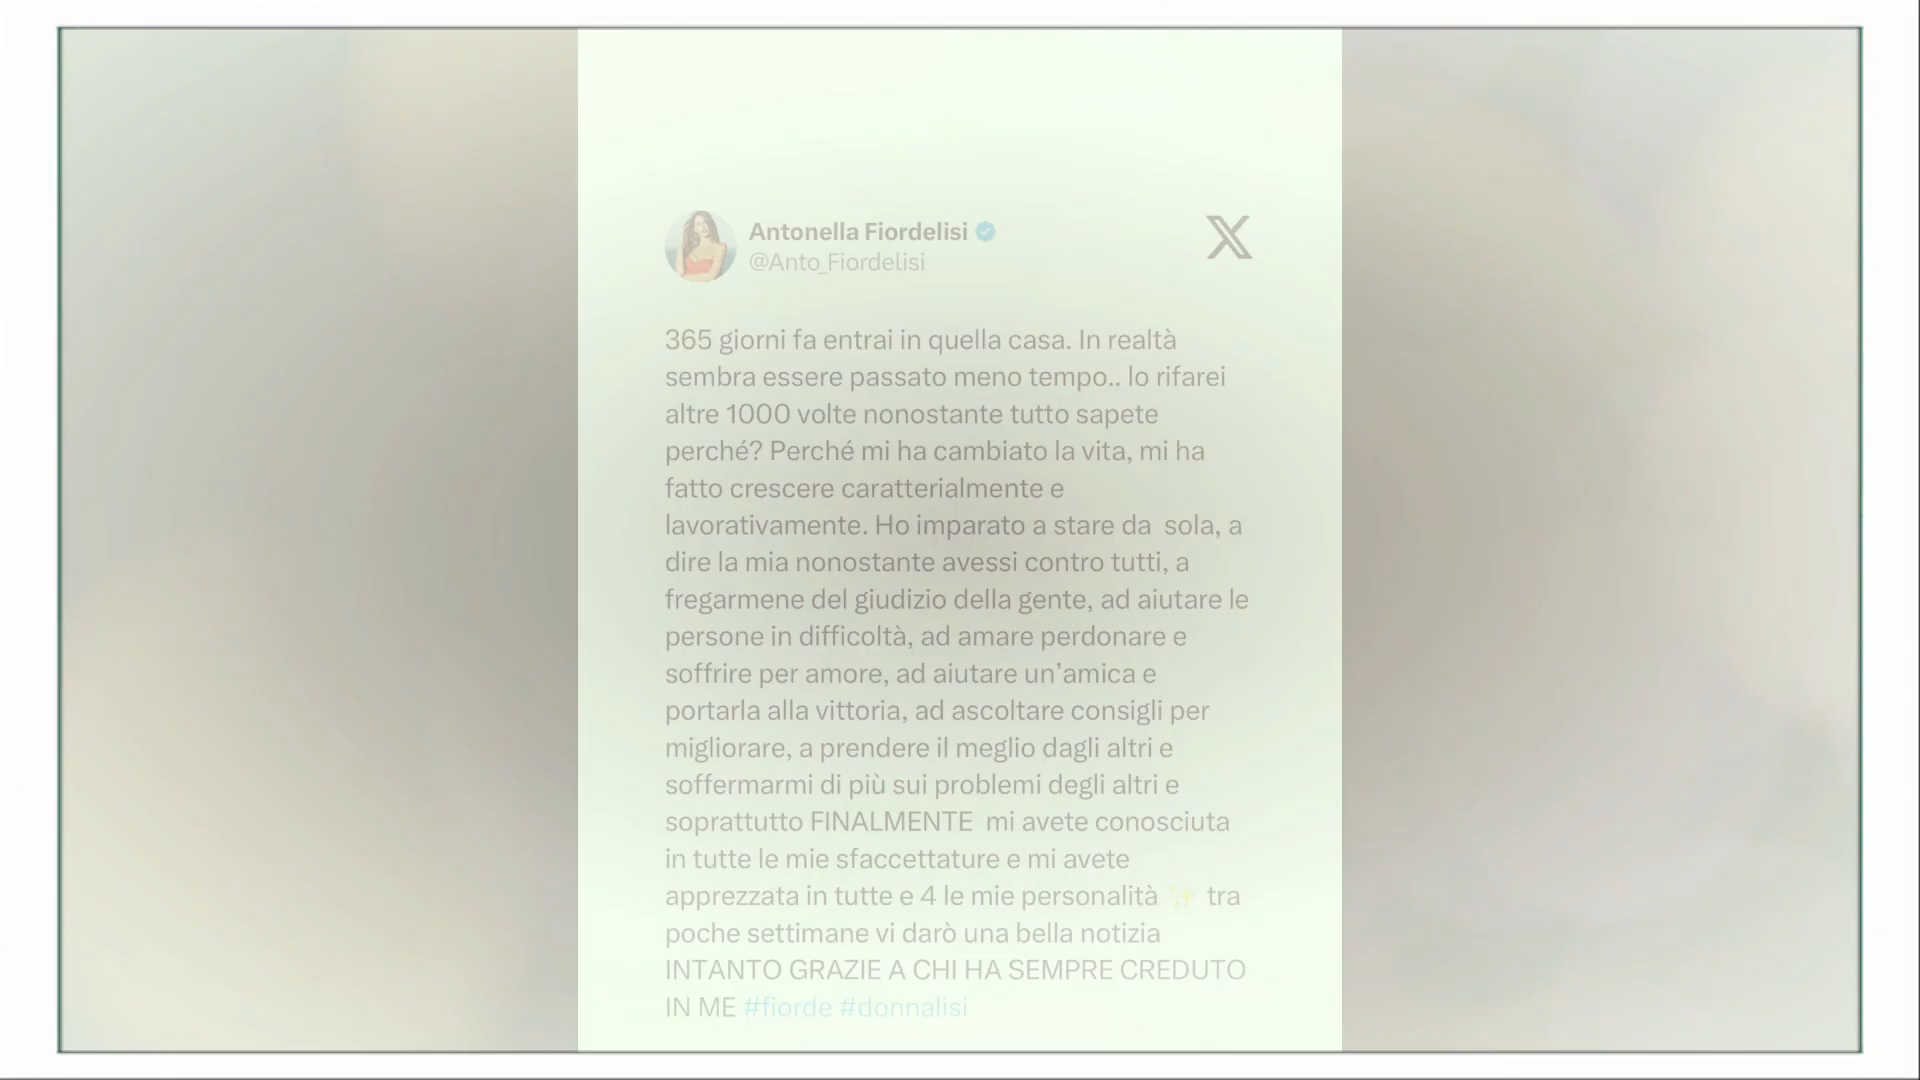 Antonella Fiordelisi
@Anto_Fiordelisi
365 giorni fa entrai in quella casa. In realtà
sembra essere passato meno tempo.. lo rifarei
altre 1000 volte nonostante tutto sapete
perché? Perché mi ha cambiato la vita, mi ha
fatto crescere caratterialmente e
lavorativamente. Ho imparato a stare da  sola, a
dire la mia nonostante avessi contro tutti, a
fregarmene del giudizio della gente, ad aiutare le
persone in difficoltà, ad amare perdonare e
soffrire per amore, ad aiutare un’amica e
portarla alla vittoria, ad ascoltare consigli per
migliorare, a prendere il meglio dagli altri e
soffermarmi di più sui problemi degli altri e
soprattutto FINALMENTE  mi avete conosciuta
in tutte le mie sfaccettature e mi avete
apprezzata in tutte e 4 le mie personalità ✨ tra
poche settimane vi darò una bella notizia
INTANTO GRAZIE A CHI HA SEMPRE CREDUTO
IN ME #fiorde #donnalisi